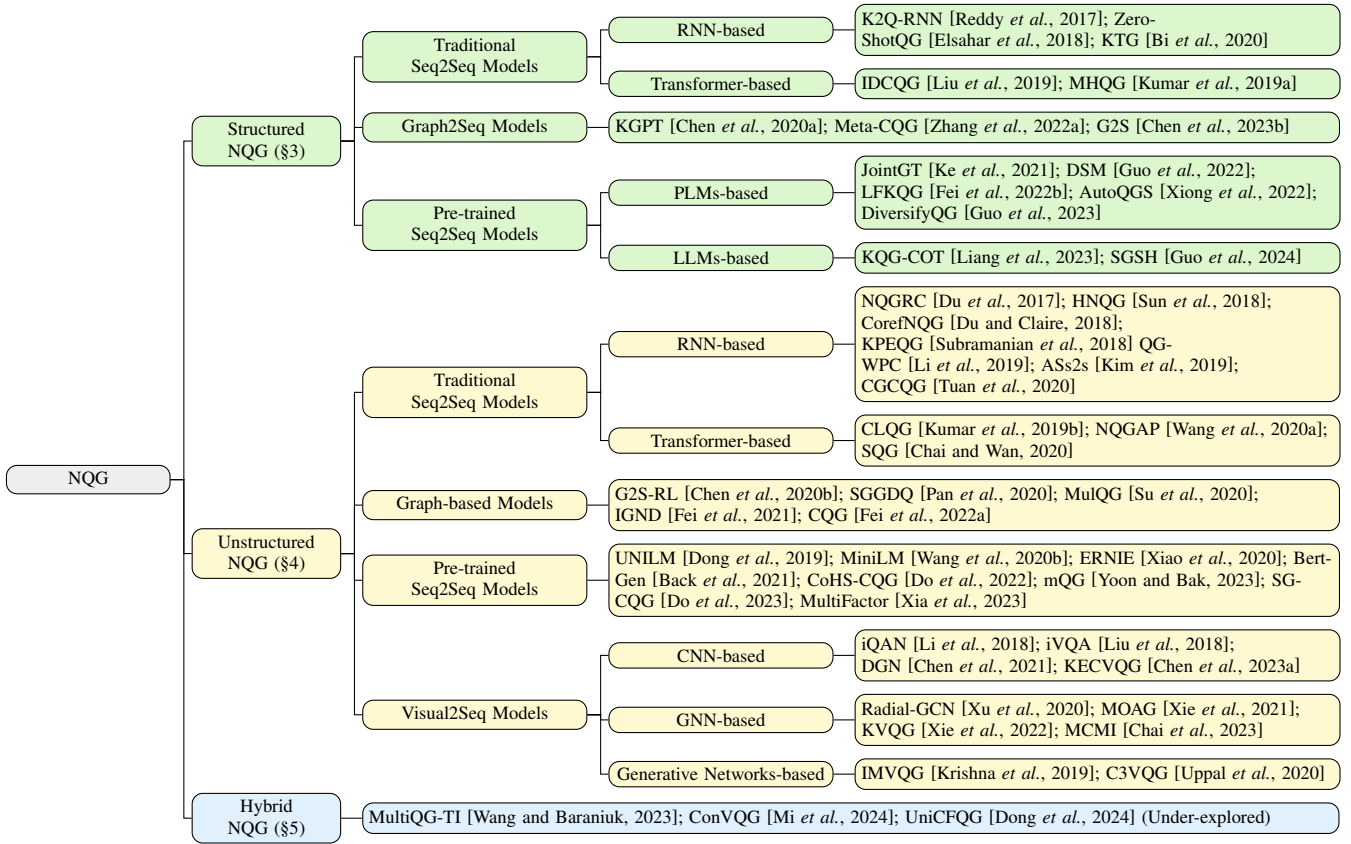 NQG
Structured
NQG (§3)
Traditional
Seq2Seq Models
RNN-based
K2Q-RNN [Reddy et al., 2017]; Zero-
ShotQG [Elsahar et al., 2018]; KTG [Bi et al., 2020]
Transformer-based
IDCQG [Liu et al., 2019]; MHQG [Kumar et al., 2019a]
Graph2Seq Models
KGPT [Chen et al., 2020a]; Meta-CQG [Zhang et al., 2022a]; G2S [Chen et al., 2023b]
Pre-trained
Seq2Seq Models
PLMs-based
JointGT [Ke et al., 2021]; DSM [Guo et al., 2022];
LFKQG [Fei et al., 2022b]; AutoQGS [Xiong et al., 2022];
DiversifyQG [Guo et al., 2023]
LLMs-based
KQG-COT [Liang et al., 2023]; SGSH [Guo et al., 2024]
Unstructured
NQG (§4)
Traditional
Seq2Seq Models
RNN-based
NQGRC [Du et al., 2017]; HNQG [Sun et al., 2018];
CorefNQG [Du and Claire, 2018];
KPEQG [Subramanian et al., 2018] QG-
WPC [Li et al., 2019]; ASs2s [Kim et al., 2019];
CGCQG [Tuan et al., 2020]
Transformer-based
CLQG [Kumar et al., 2019b]; NQGAP [Wang et al., 2020a];
SQG [Chai and Wan, 2020]
Graph-based Models
G2S-RL [Chen et al., 2020b]; SGGDQ [Pan et al., 2020]; MulQG [Su et al., 2020];
IGND [Fei et al., 2021]; CQG [Fei et al., 2022a]
Pre-trained
Seq2Seq Models
UNILM [Dong et al., 2019]; MiniLM [Wang et al., 2020b]; ERNIE [Xiao et al., 2020]; Bert-
Gen [Back et al., 2021]; CoHS-CQG [Do et al., 2022]; mQG [Yoon and Bak, 2023]; SG-
CQG [Do et al., 2023]; MultiFactor [Xia et al., 2023]
Visual2Seq Models
CNN-based
iQAN [Li et al., 2018]; iVQA [Liu et al., 2018];
DGN [Chen et al., 2021]; KECVQG [Chen et al., 2023a]
GNN-based
Radial-GCN [Xu et al., 2020]; MOAG [Xie et al., 2021];
KVQG [Xie et al., 2022]; MCMI [Chai et al., 2023]
Generative Networks-based
IMVQG [Krishna et al., 2019]; C3VQG [Uppal et al., 2020]
Hybrid
NQG (§5)
MultiQG-TI [Wang and Baraniuk, 2023]; ConVQG [Mi et al., 2024]; UniCFQG [Dong et al., 2024] (Under-explored)